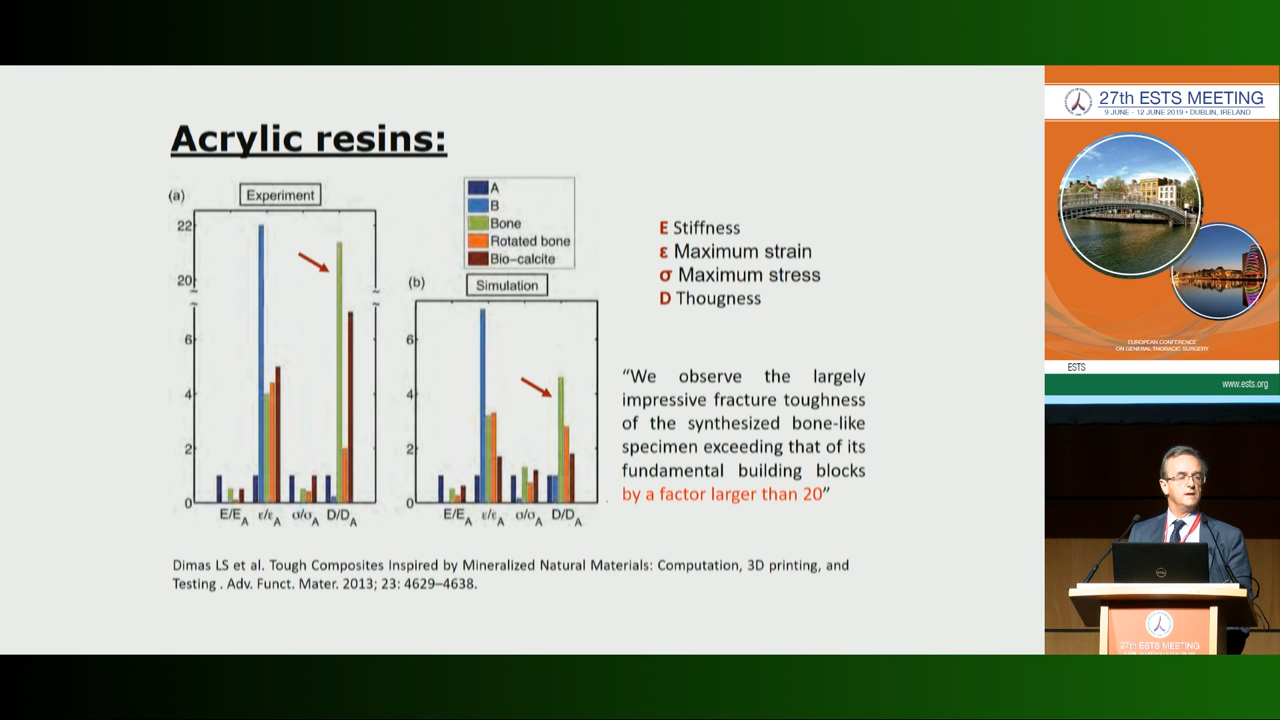 Acrylic resins:
(a)
Experiment
A
B
Bone
Rotated bone
Bio-calcite
22
20
~ ~
6
4
2
0
E/E_A ε/ε_A σ/σ_A D/D_A
(b)
Simulation
6
4
2
0
E/E_A ε/ε_A σ/σ_A D/D_A
E Stiffness
ε Maximum strain
σ Maximum stress
D Thougness
“We observe the largely
impressive fracture toughness
of the synthesized bone-like
specimen exceeding that of its
fundamental building blocks
by a factor larger than 20”
Dimas LS et al. Tough Composites Inspired by Mineralized Natural Materials: Computation, 3D printing, and
Testing . Adv. Funct. Mater. 2013; 23: 4629–4638.
27th ESTS MEETING
9 JUNE - 12 JUNE 2019 • DUBLIN, IRELAND
EUROPEAN CONFERENCE
ON GENERAL THORACIC SURGERY
ESTS
www.ests.org
27th ESTS MEETING